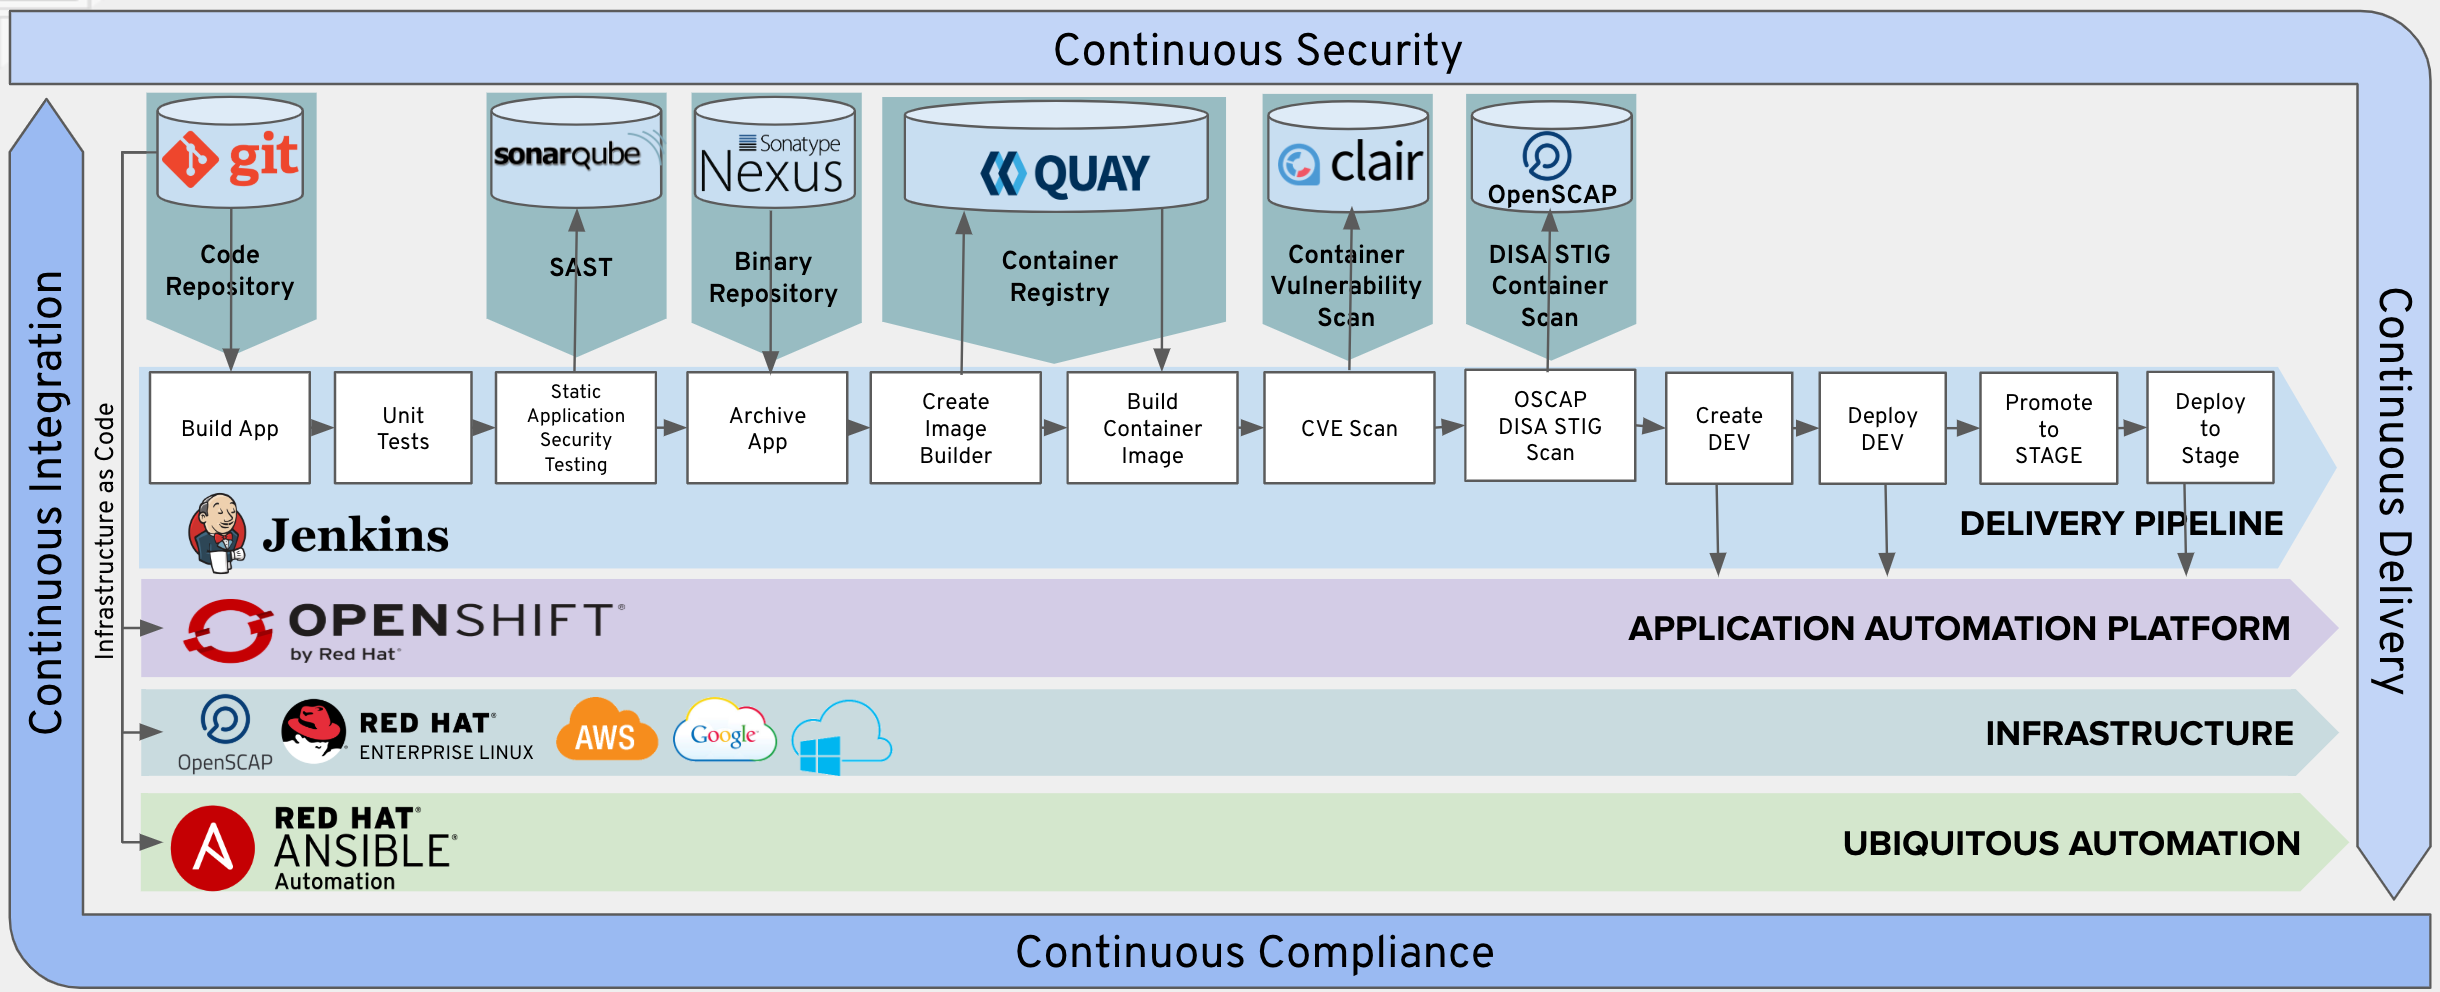 Continuous Security
Continuous Integration
Infrastructure as Code
git
Code
Repository
sonarqube
SAST
Sonatype
Nexus
Binary
Repository
QUAY
Container
Registry
clair
Container
Vulnerability
Scan
OpenSCAP
DISA STIG
Container
Scan
Build App
Unit
Tests
Static
Application
Security
Testing
Archive
App
Create
Image
Builder
Build
Container
Image
CVE Scan
OSCAP
DISA STIG
Scan
Create
DEV
Deploy
DEV
Promote
to
STAGE
Deploy
to
Stage
Jenkins
DELIVERY PIPELINE
OPENSHIFT®
by Red Hat®
APPLICATION AUTOMATION PLATFORM
OpenSCAP
RED HAT®
ENTERPRISE LINUX
AWS
Google
INFRASTRUCTURE
RED HAT®
ANSIBLE®
Automation
UBIQUITOUS AUTOMATION
Continuous Delivery
Continuous Compliance